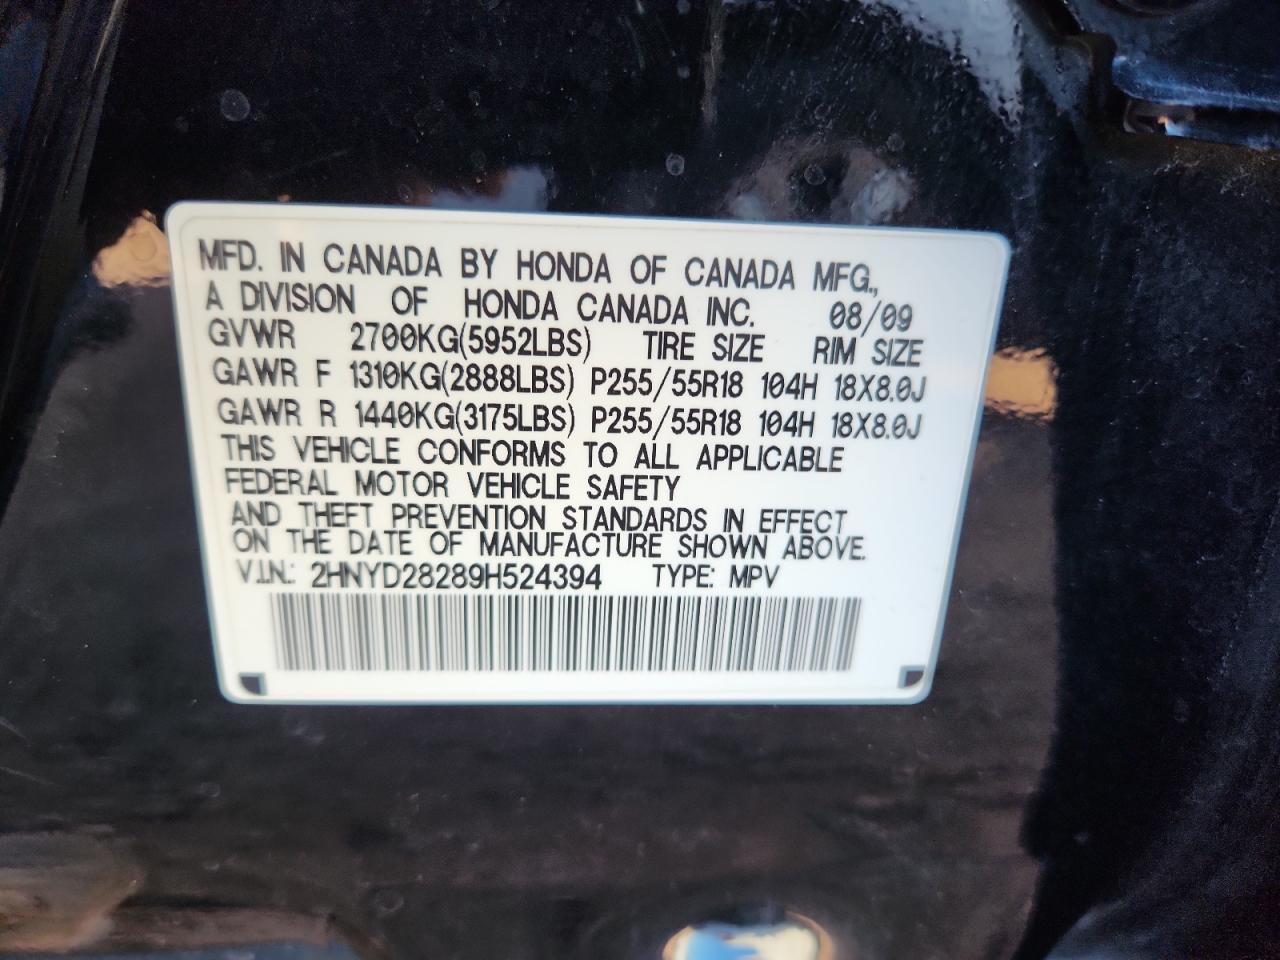 MFD. IN CANADA BY HONDA OF CANADA MFG.,
A DIVISION OF HONDA CANADA INC. 08/09
GVWR 2700KG(5952LBS) TIRE SIZE RIM SIZE
GAWR F 1310KG(2888LBS) P255/55R18 104H 18X8.0J
GAWR R 1440KG(3175LBS) P255/55R18 104H 18X8.0J
THIS VEHICLE CONFORMS TO ALL APPLICABLE
FEDERAL MOTOR VEHICLE SAFETY
AND THEFT PREVENTION STANDARDS IN EFFECT
ON THE DATE OF MANUFACTURE SHOWN ABOVE.
V.I.N.: 2HNYD28289H524394 TYPE: MPV